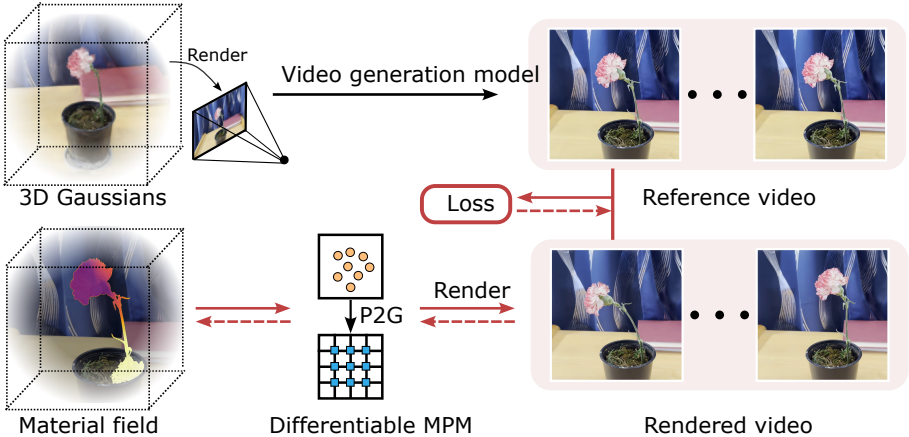 Render
Video generation model
3D Gaussians
Reference video
Loss
P2G
Render
Material field
Differentiable MPM
Rendered video